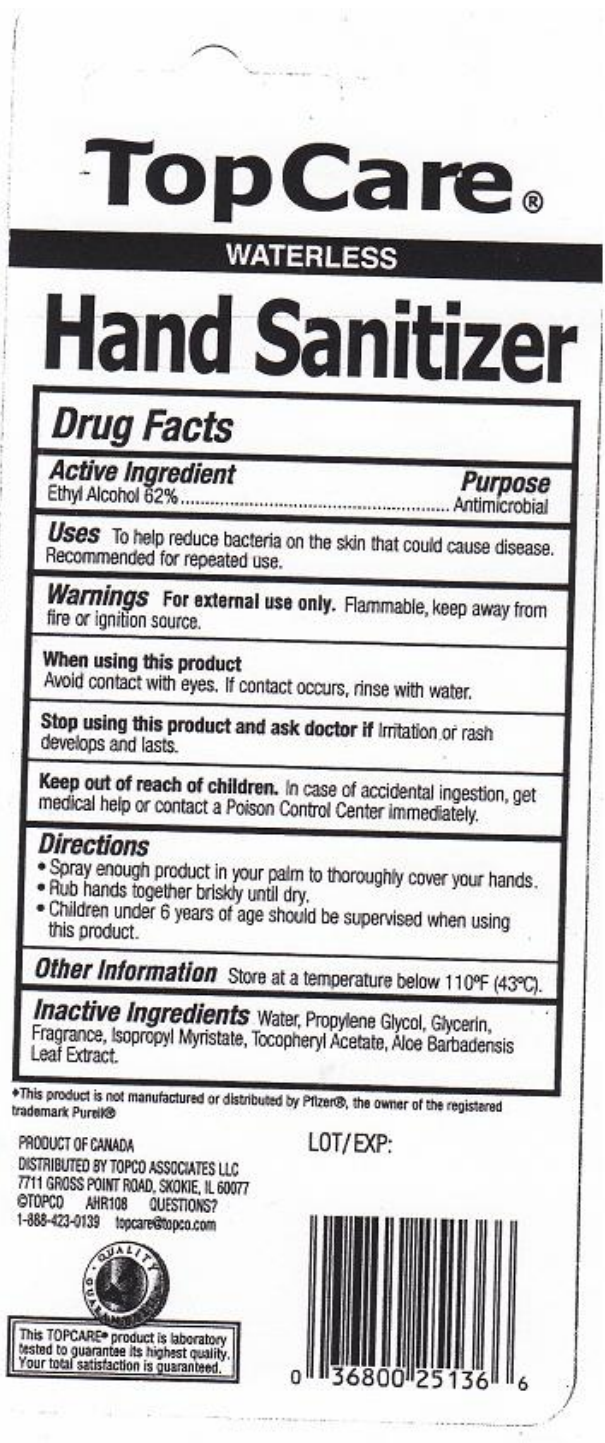 TopCare®
WATERLESS
Hand Sanitizer
Drug Facts
Active Ingredient Purpose
Ethyl Alcohol 62%........................................................ Antimicrobial
Uses To help reduce bacteria on the skin that could cause disease.
Recommended for repeated use.
Warnings For external use only. Flammable, keep away from
fire or ignition source.
When using this product
Avoid contact with eyes. If contact occurs, rinse with water.
Stop using this product and ask doctor if Irritation or rash
develops and lasts.
Keep out of reach of children. In case of accidental ingestion, get
medical help or contact a Poison Control Center immediately.
Directions
• Spray enough product in your palm to thoroughly cover your hands.
• Rub hands together briskly until dry.
• Children under 6 years of age should be supervised when using
this product.
Other Information Store at a temperature below 110ºF (43ºC).
Inactive Ingredients Water, Propylene Glycol, Glycerin,
Fragrance, Isopropyl Myristate, Tocopheryl Acetate, Aloe Barbadensis
Leaf Extract.
♦This product is not manufactured or distributed by Pfizer®, the owner of the registered
trademark Purell®
PRODUCT OF CANADA
DISTRIBUTED BY TOPCO ASSOCIATES LLC
7711 GROSS POINT ROAD, SKOKIE, IL 60077
©TOPCO AHR108 QUESTIONS?
1-888-423-0139 topcare@topco.com
LOT/EXP:
QUALITY
This TOPCARE® product is laboratory
tested to guarantee its highest quality.
Your total satisfaction is guaranteed.
0 36800 25136 6